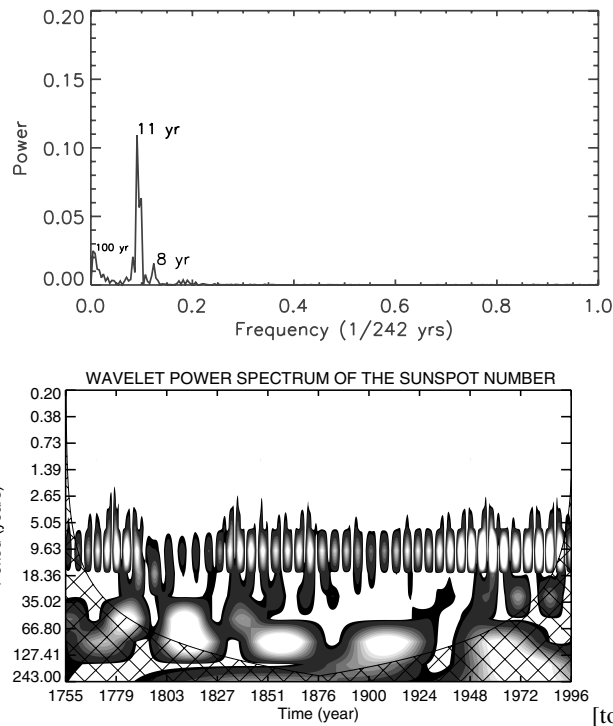 0.20
0.15
0.10
0.05
0.00
Power
11 yr
100 yr
8 yr
0.0 0.2 0.4 0.6 0.8 1.0
Frequency (1/242 yrs)
WAVELET POWER SPECTRUM OF THE SUNSPOT NUMBER
0.20
0.38
0.73
1.39
2.65
5.05
9.63
18.36
35.02
66.80
127.41
243.00
(years)
1755 1779 1803 1827 1851 1876 1900 1924 1948 1972 1996
Time (year)